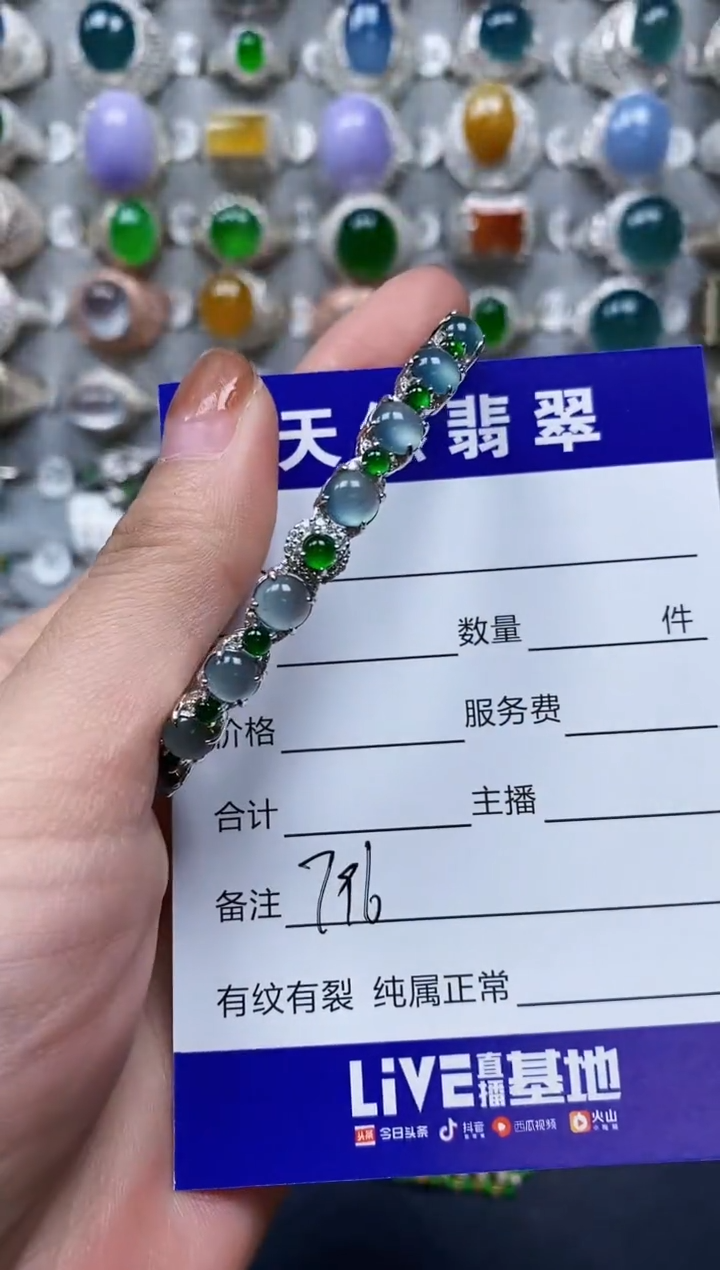 天 翡翠
数量 件
价格 服务费
合计 主播
备注 796
有纹有裂 纯属正常
LiVE直播基地
头条 今日头条 抖音 西瓜视频 火山